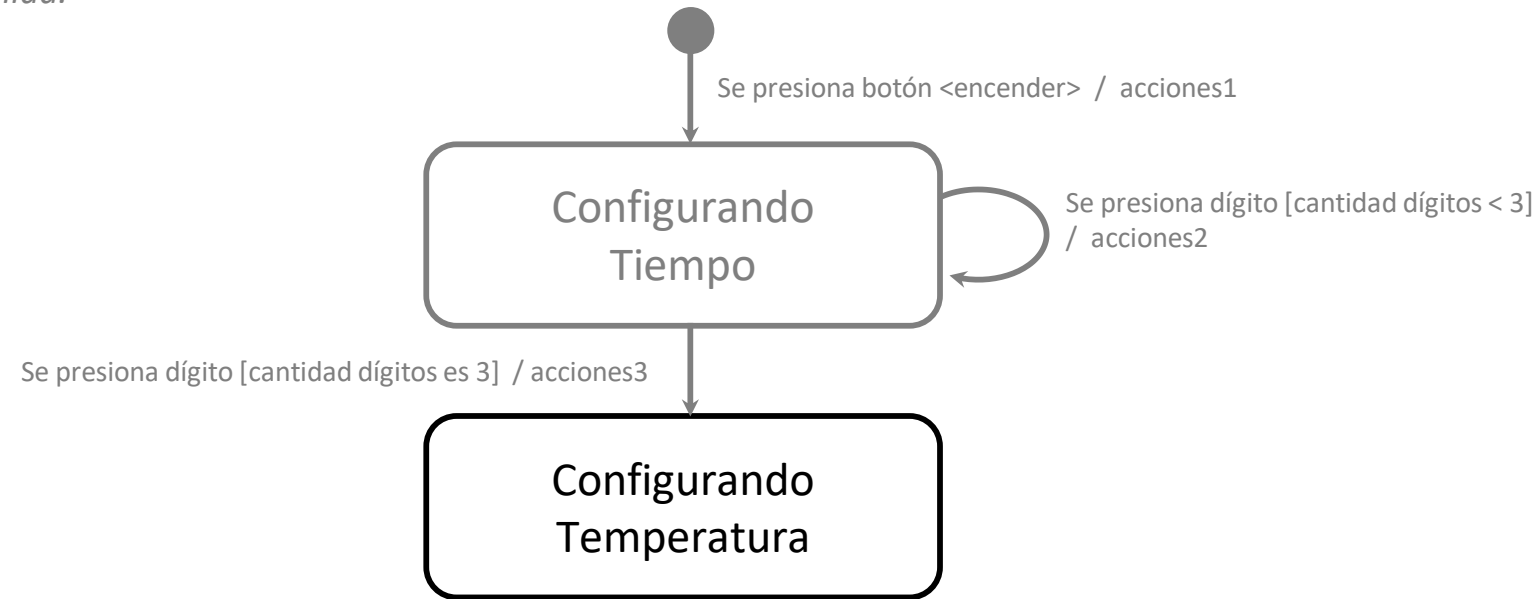 Se presiona botón <encender> / acciones1
Configurando
Tiempo
Se presiona dígito [cantidad dígitos < 3]
/ acciones2
Se presiona dígito [cantidad dígitos es 3] / acciones3
Configurando
Temperatura